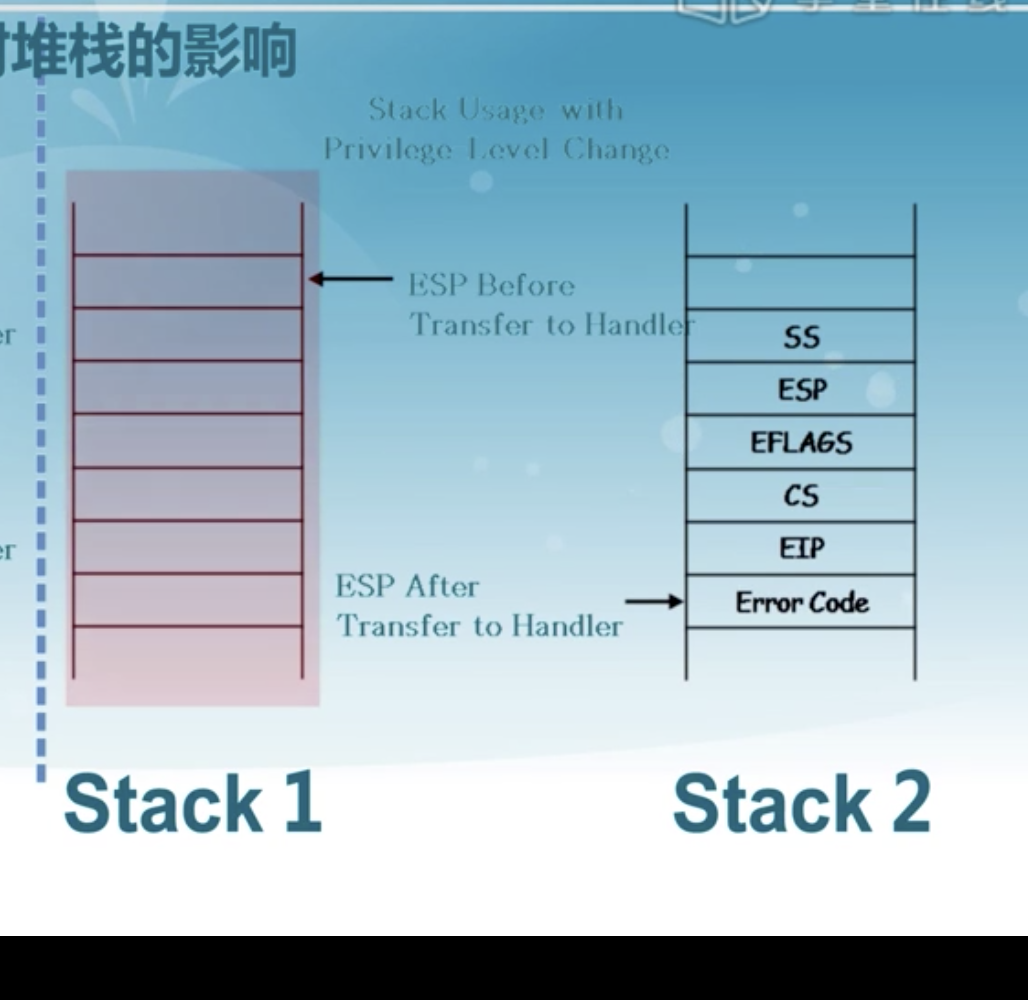 堆栈的影响
Stack Usage with
Privilege Level Change
ESP Before
Transfer to Handler
er
er
ESP After
Transfer to Handler
SS
ESP
EFLAGS
CS
EIP
Error Code
Stack 1
Stack 2